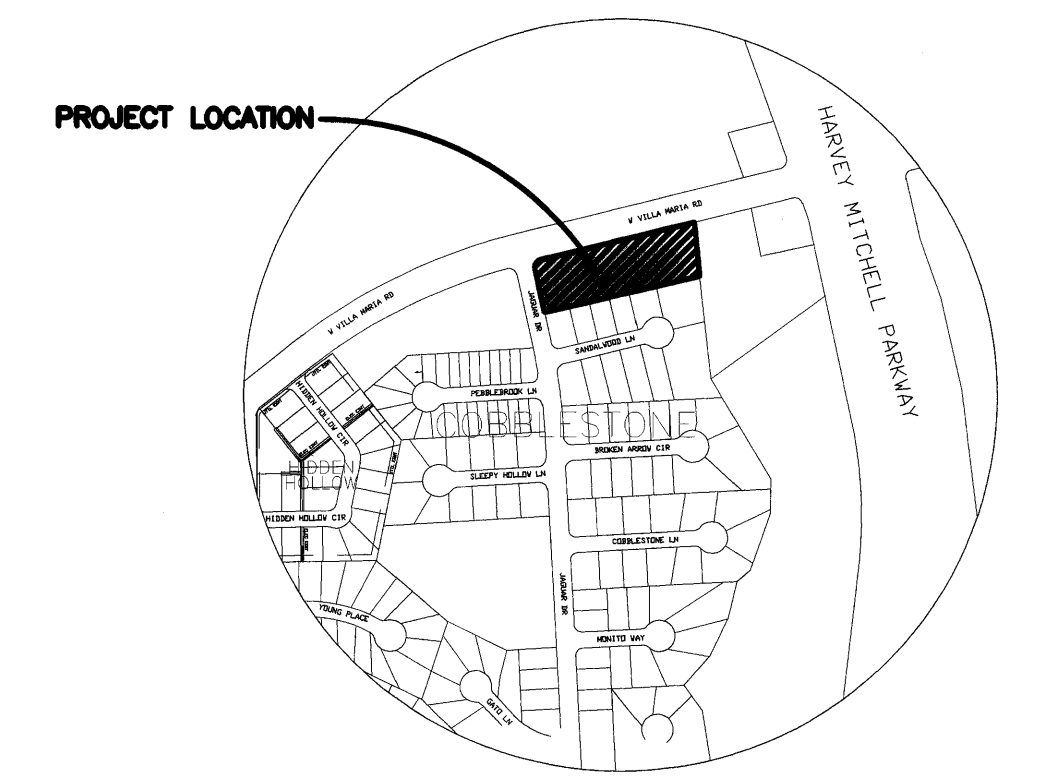 PROJECT LOCATION
HARVEY MITCHELL PARKWAY
W VILLA MARIA RD
W VILLA MARIA RD
JAGUAR DR
SANDALWOOD LN
PEBBLEBROOK LN
COBBLESTONE
BROKEN ARROW CIR
SLEEPY HOLLOW LN
HIDDEN HOLLOW CIR
HIDDEN
HOLLOW
HIDDEN HOLLOW CIR
COBBLESTONE LN
JAGUAR DR
YOUNG PLACE
MONITO WAY
GATO LN